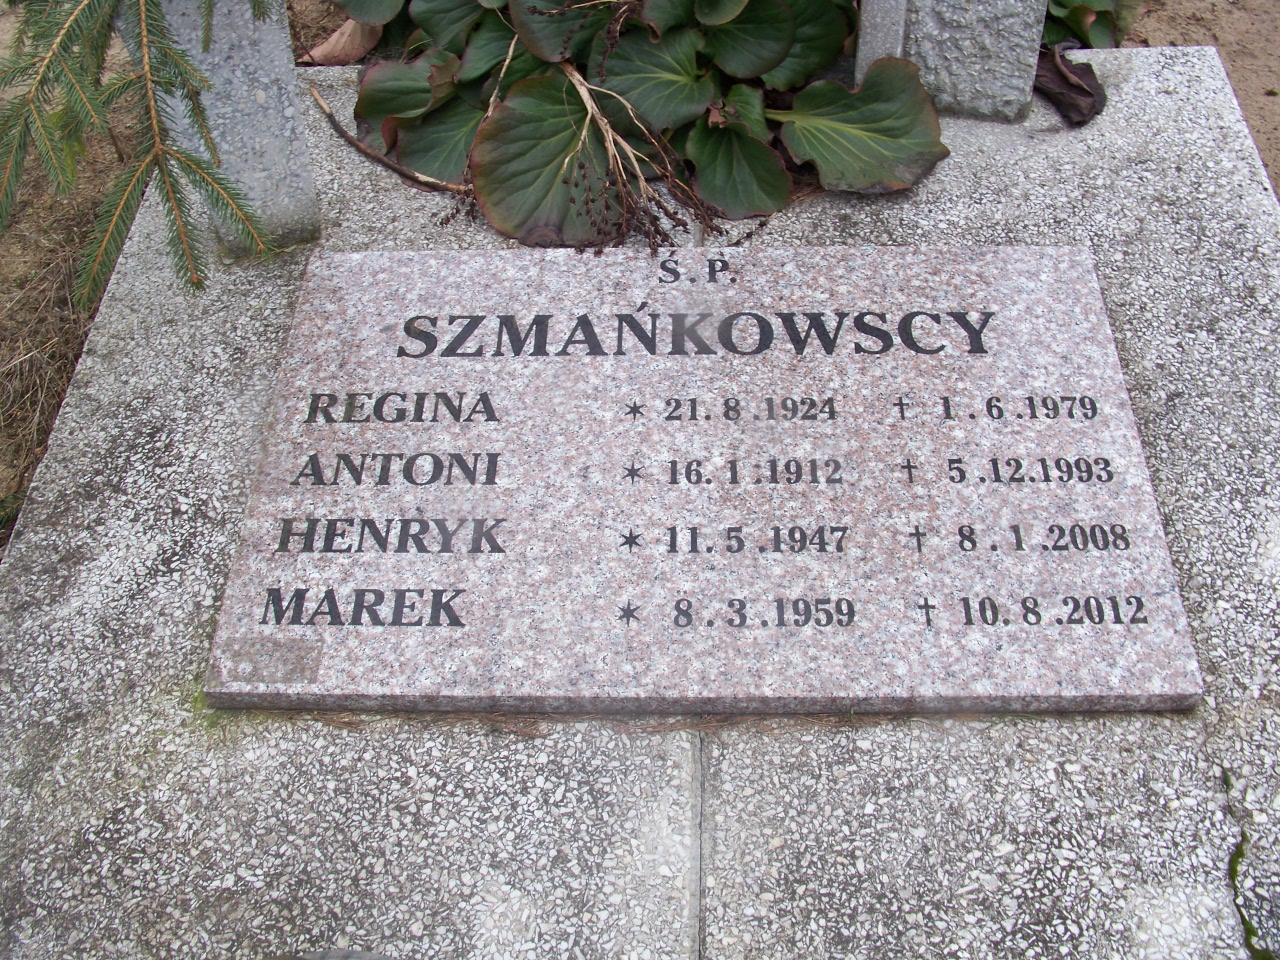 Ś.P.
SZMAŃKOWSCY
REGINA * 21.8.1924 † 1.6.1979
ANTONI * 16.1.1912 † 5.12.1993
HENRYK * 11.5.1947 † 8.1.2008
MAREK * 8.3.1959 † 10.8.2012